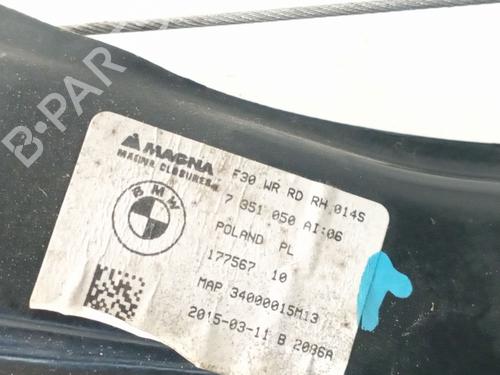 B-PARTS
MAGNA
MAGNA CLOSURES
BMW
F30 WR RD RH 014S
7 351 050 AI:06
POLAND PL
177567 10
MAP 34000015M13
2015-03-11 B 2086A